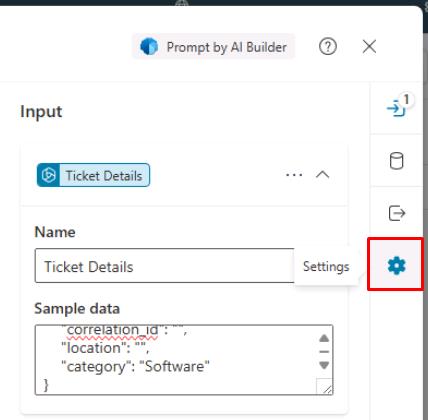 Prompt by AI Builder
Input
1
Ticket Details
Name
Ticket Details
Settings
Sample data
"correlation_id": "",
"location": "",
"category": "Software"
}